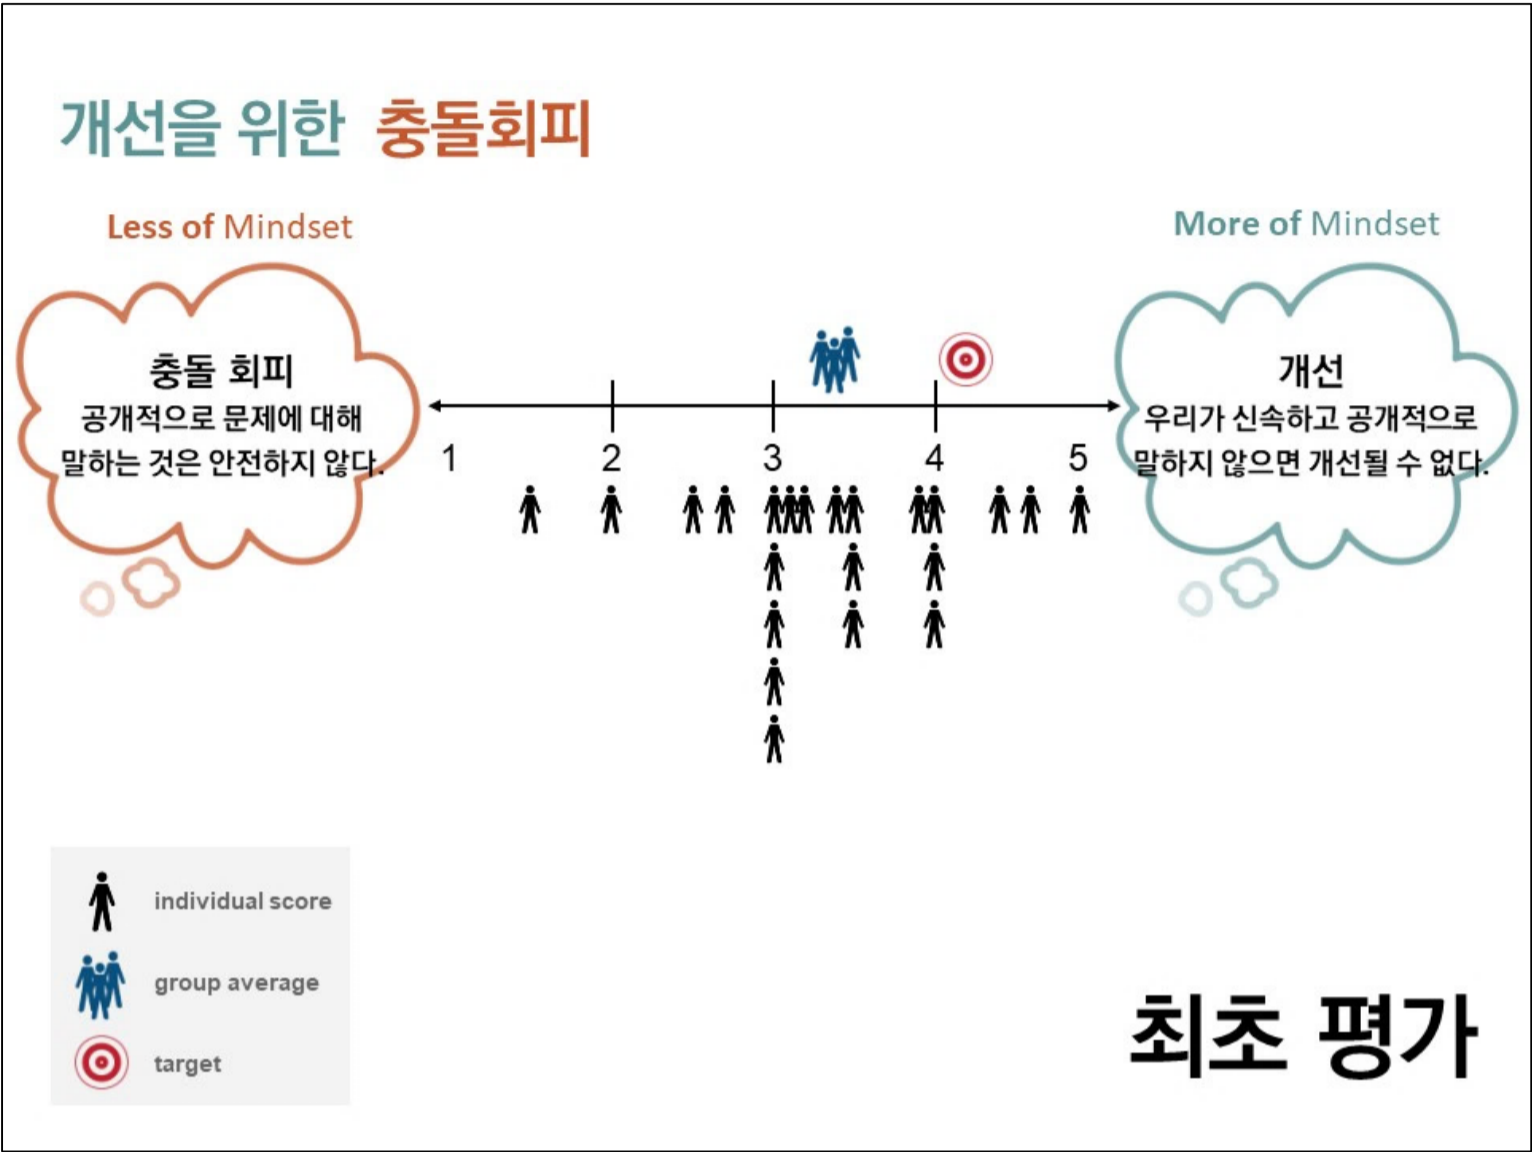 개선을 위한 충돌회피
Less of Mindset
More of Mindset
충돌 회피
공개적으로 문제에 대해
말하는 것은 안전하지 않다.
개선
우리가 신속하고 공개적으로
말하지 않으면 개선될 수 없다.
1 2 3 4 5
individual score
group average
target
최초 평가